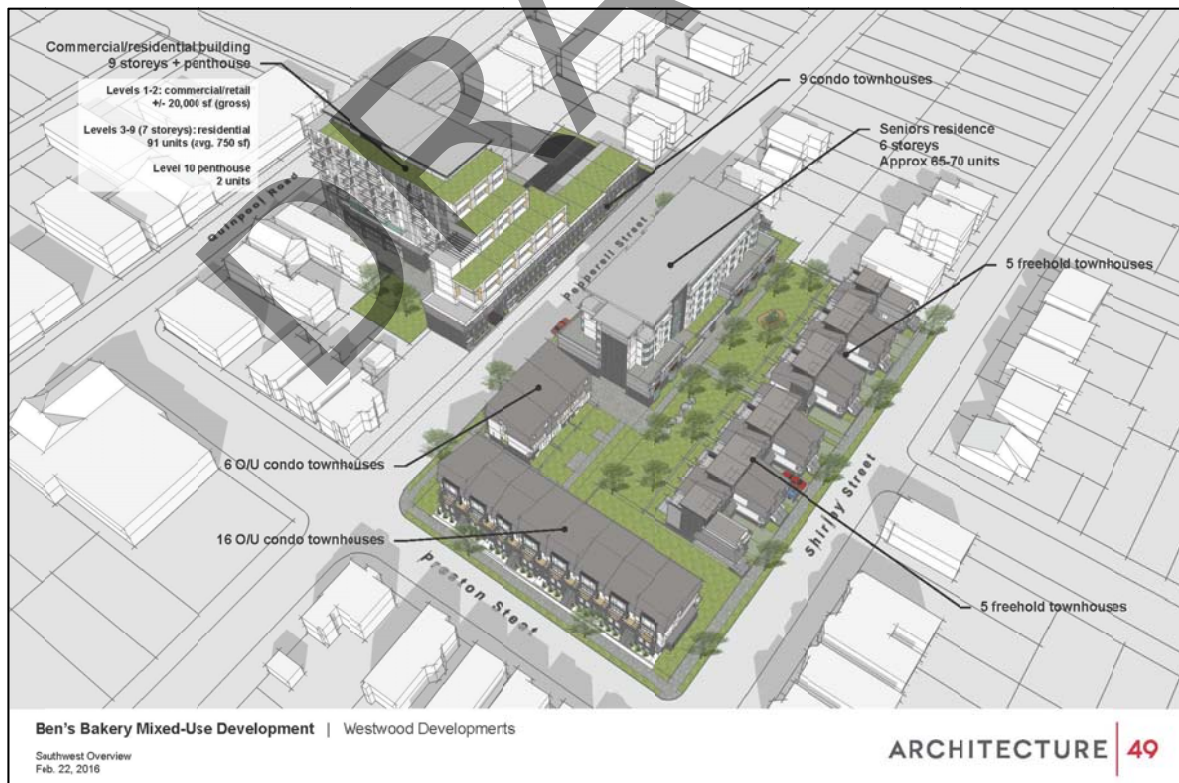 DRA
Commercial/residential building
9 storeys + penthouse
Levels 1-2: commercial/retail
+/- 20,000 sf (gross)
Levels 3-9 (7 storeys): residential
91 units (avg. 750 sf)
Level 10 penthouse
2 units
9 condo townhouses
Seniors residence
6 storeys
Approx 65-70 units
Quinpool Road
Pepperell Street
5 freehold townhouses
6 O/U condo townhouses
16 O/U condo townhouses
Preston Street
Shirley Street
5 freehold townhouses
Ben's Bakery Mixed-Use Development | Westwood Developments
Southwest Overview
Feb. 22, 2016
ARCHITECTURE | 49